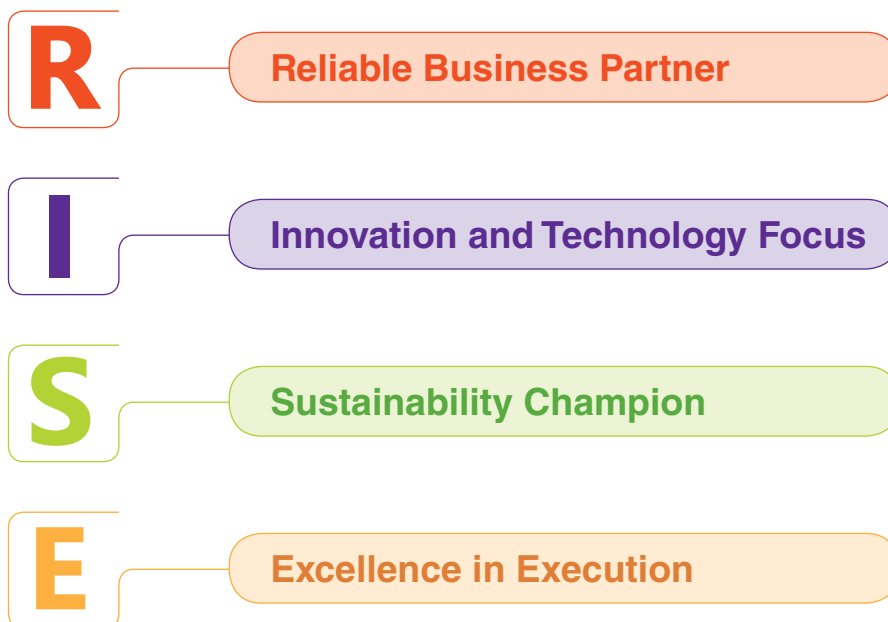 R Reliable Business Partner
I Innovation and Technology Focus
S Sustainability Champion
E Excellence in Execution